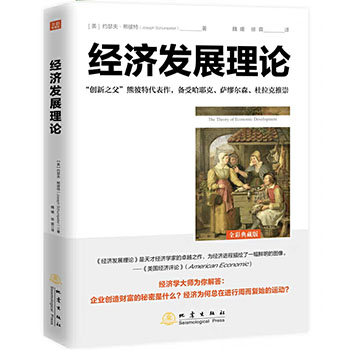 [美] 约瑟夫·熊彼特 (Joseph Schumpeter) 著
译
经济发展理论
“创新之父”熊彼特代表作，备受哈耶克、萨缪尔森、杜拉克推崇
The Theory of Economic Development
全彩典藏版
《经济发展理论》是天才经济学家的卓越之作，为经济进程描绘了一幅鲜明的图像。
——《美国经济评论》(American Economic)
经济学大师为你解答：
企业创造财富的秘密是什么？经济为何总在进行周而复始的运动？
地震出版社
Seismological Press
经济发展理论
地震出版社